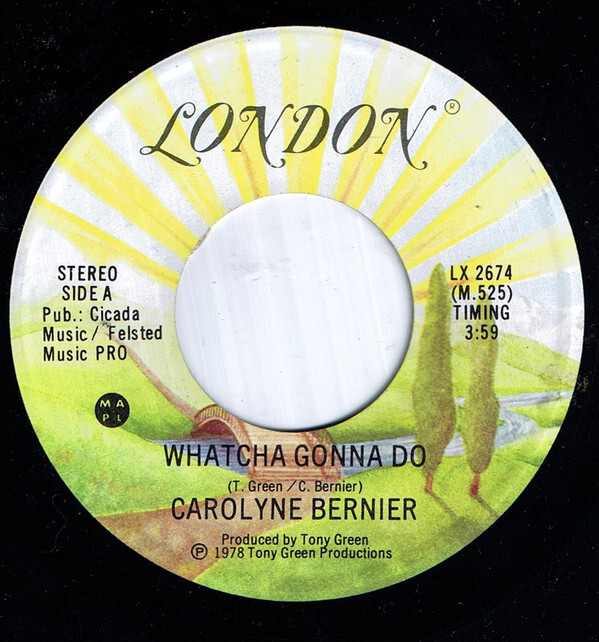 LONDON®
STEREO
SIDE A
Pub.: Cicada
Music / Felsted
Music PRO
LX 2674
(M.525)
TIMING
3:59
M A
P L
WHATCHA GONNA DO
(T. Green / C. Bernier)
CAROLYNE BERNIER
Produced by Tony Green
Ⓟ 1978 Tony Green Productions